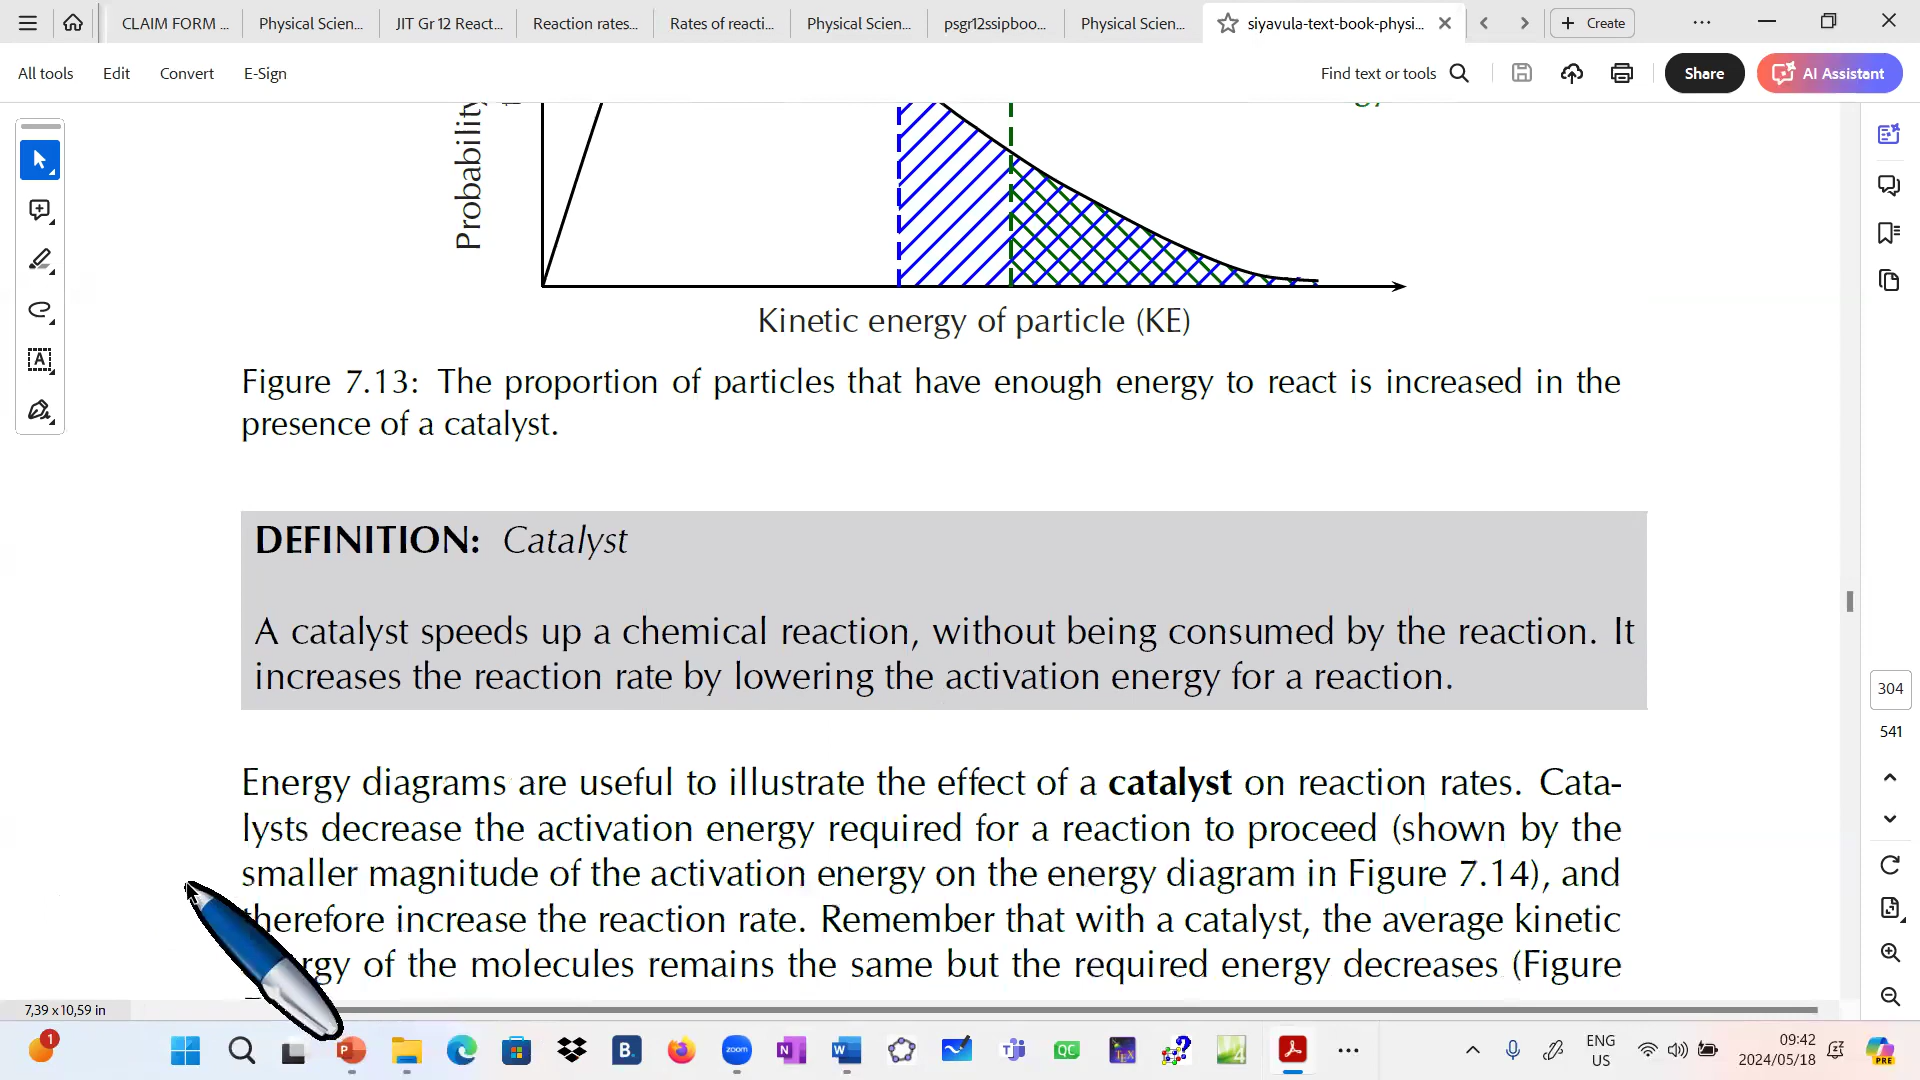 CLAIM FORM ...
Physical Scien...
JIT Gr 12 React...
Reaction rates...
Rates of reacti...
Physical Scien...
psgr12ssipboo...
Physical Scien...
siyavula-text-book-physi...
Create
All tools
Edit
Convert
E-Sign
Find text or tools
Share
AI Assistant
Probability
Kinetic energy of particle (KE)
Figure 7.13: The proportion of particles that have enough energy to react is increased in the
presence of a catalyst.
DEFINITION: Catalyst
A catalyst speeds up a chemical reaction, without being consumed by the reaction. It
increases the reaction rate by lowering the activation energy for a reaction.
Energy diagrams are useful to illustrate the effect of a catalyst on reaction rates. Cata-
lysts decrease the activation energy required for a reaction to proceed (shown by the
smaller magnitude of the activation energy on the energy diagram in Figure 7.14), and
therefore increase the reaction rate. Remember that with a catalyst, the average kinetic
of the molecules remains the same but the required energy decreases (Figure
304
541
7,39 x 10,59 in
1
P
B.
zoom
N
W
QC
TEX
4
ENG
US
09:42
2024/05/18
PRE